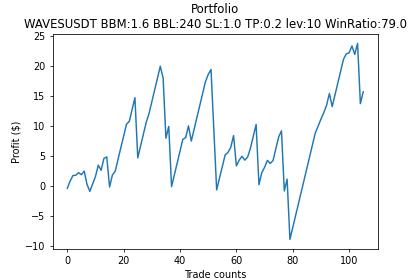 Portfolio
WAVESUSDT BBM:1.6 BBL:240 SL:1.0 TP:0.2 lev:10 WinRatio:79.0
25
20
15
10
5
0
−5
−10
Profit ($)
0 20 40 60 80 100
Trade counts